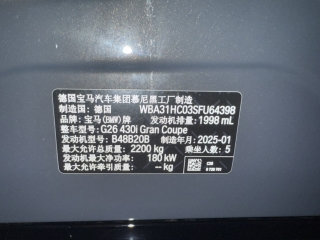 德国宝马汽车集团慕尼黑工厂制造
制造国：德国 WBA31HC03SFU64398
品牌：宝马(BMW)牌 发动机排量：1998 mL
整车型号：G26 430i Gran Coupe
发动机型号：B48B20B 制造年月：2025-01
最大允许总质量：2200 kg 乘坐人数：5
发动机最大净功率：180 kW
最大允许牵引质量：-- kg